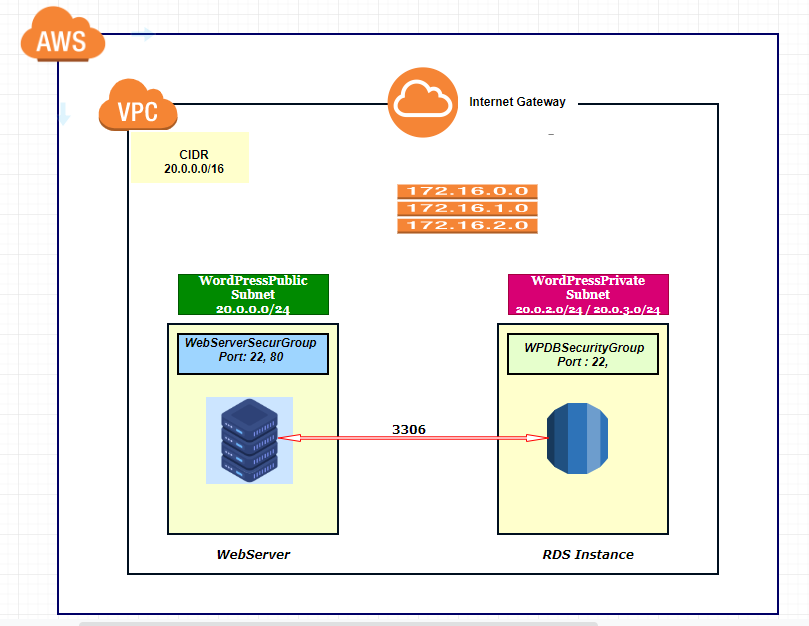 AWS
VPC
Internet Gateway
CIDR
20.0.0.0/16
172.16.0.0
172.16.1.0
172.16.2.0
WordPressPublic
Subnet
20.0.0.0/24
WordPressPrivate
Subnet
20.0.2.0/24 / 20.0.3.0/24
WebServerSecurGroup
Port: 22, 80
WPDBSecurityGroup
Port : 22,
3306
WebServer
RDS Instance